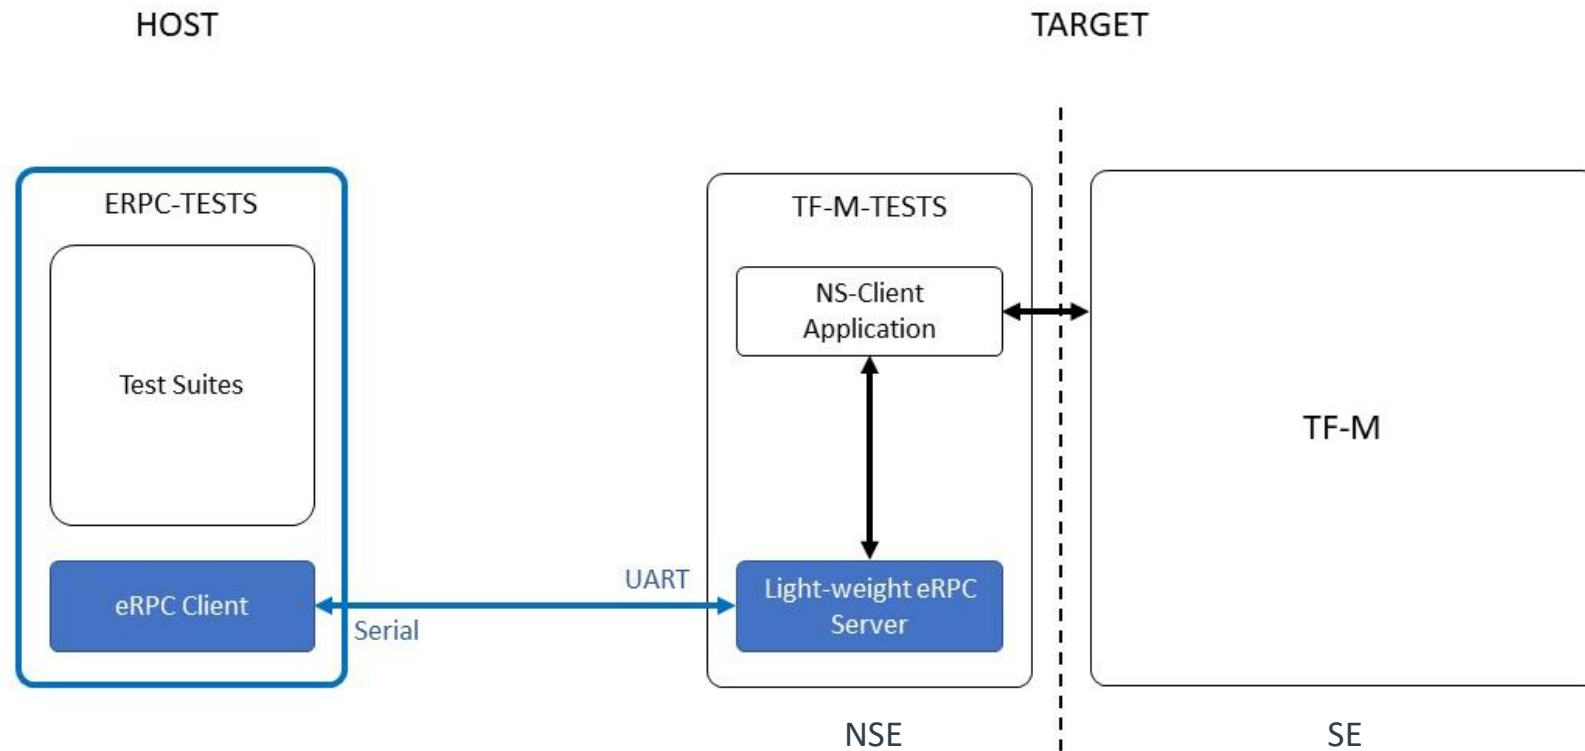 HOST
TARGET
ERPC-TESTS
Test Suites
eRPC Client
Serial
UART
TF-M-TESTS
NS-Client
Application
Light-weight eRPC
Server
TF-M
NSE
SE